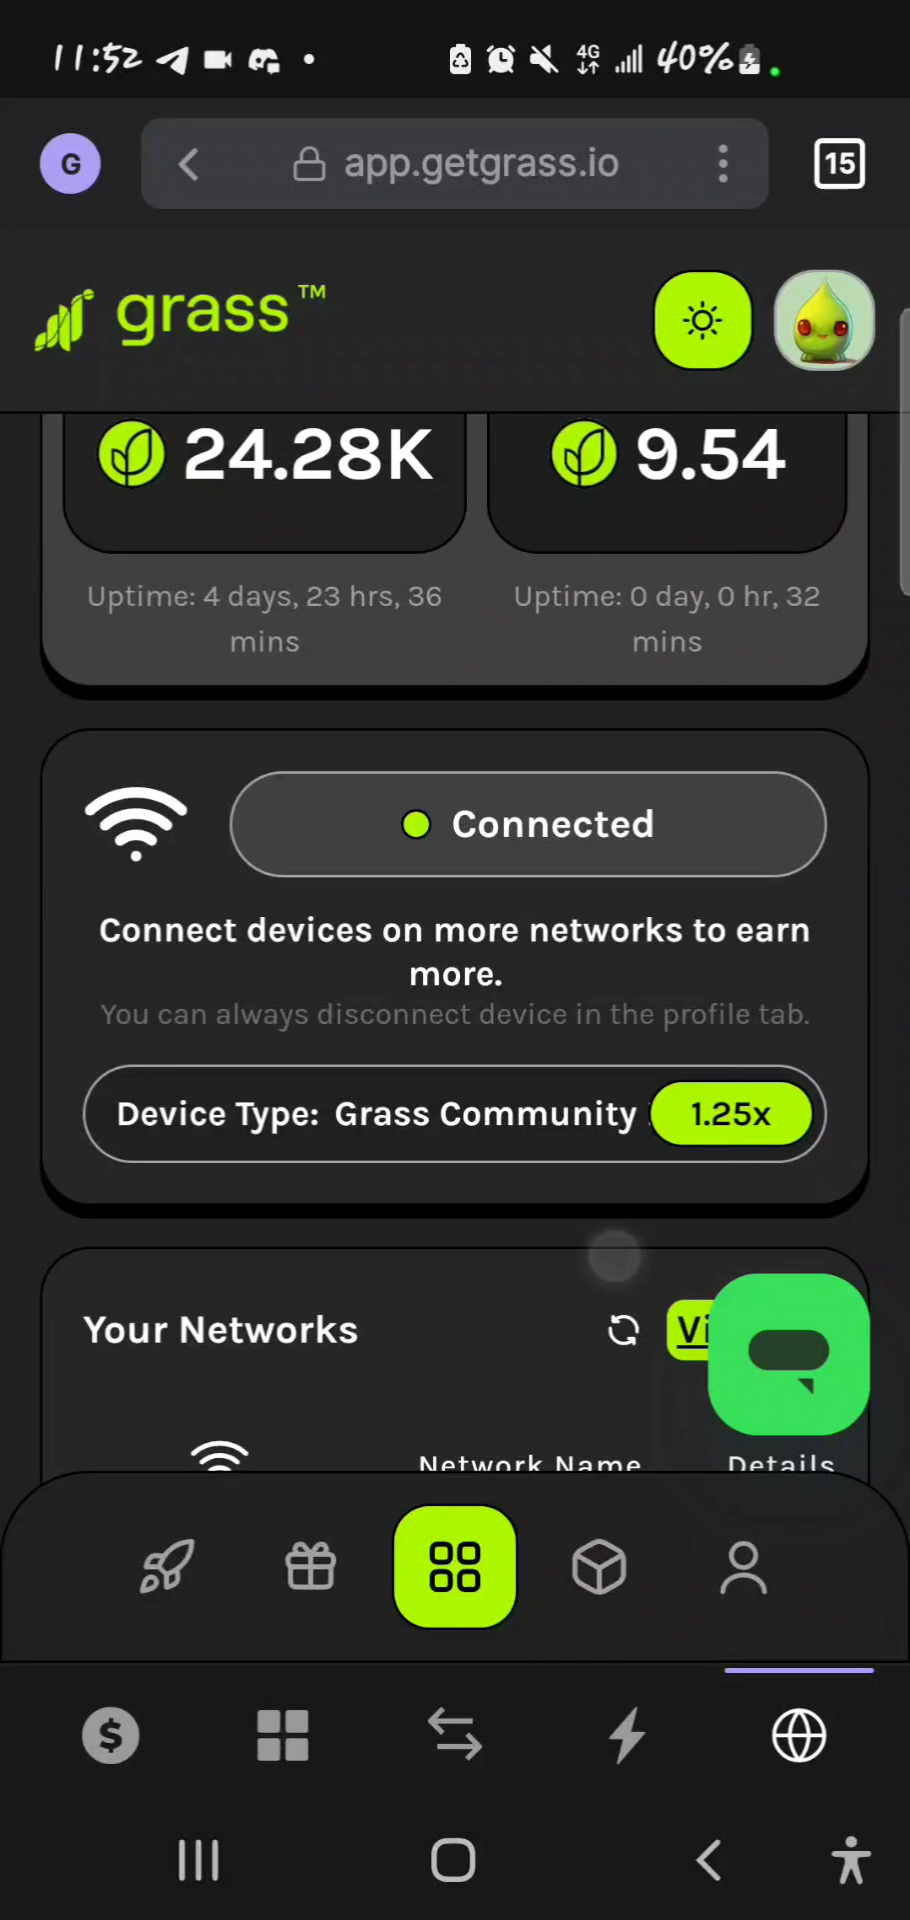 11:52
4G
40%
G
app.getgrass.io
15
grass™
24.28K
9.54
Uptime: 4 days, 23 hrs, 36
mins
Uptime: 0 day, 0 hr, 32
mins
Connected
Connect devices on more networks to earn
more.
You can always disconnect device in the profile tab.
Device Type: Grass Community
1.25x
Your Networks
Vi
Network Name
Details